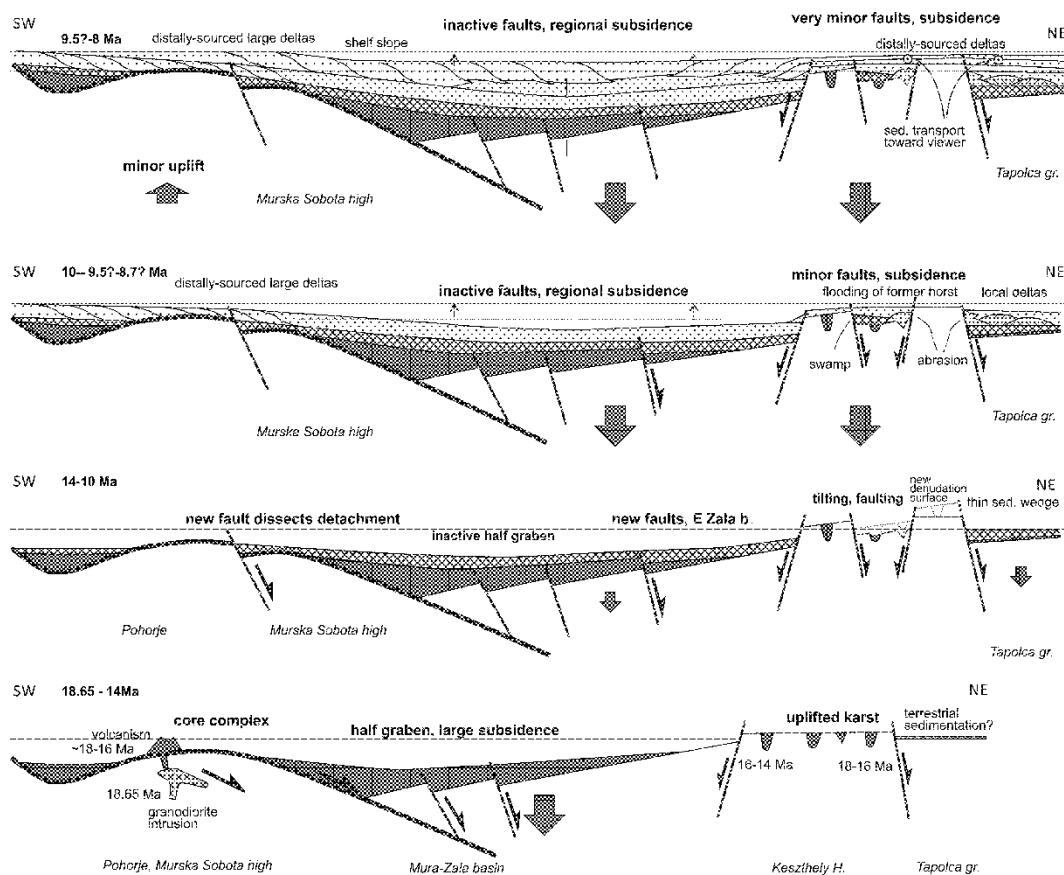 SW
inactive faults, regional subsidence
very minor faults, subsidence
NE
9.5?-8 Ma
distally-sourced large deltas
shelf slope
distally-sourced deltas
sed. transport
toward viewer
minor uplift
Murska Sobota high
Tapolca gr.
SW
10-- 9.5?-8.7? Ma
distally-sourced large deltas
inactive faults, regional subsidence
minor faults, subsidence
NE
flooding of former horst
local deltas
swamp
abrasion
Murska Sobota high
Tapolca gr.
SW
14-10 Ma
NE
new fault dissects detachment
inactive half graben
new faults, E Zala b.
tilting, faulting
new
denudation
surface
thin sed. wedge
Pohorje
Murska Sobota high
Tapolca gr.
SW
18.65 - 14Ma
NE
volcanism
~18-16 Ma
core complex
half graben, large subsidence
uplifted karst
terrestrial
sedimentation?
16-14 Ma
18-16 Ma
18.65 Ma
granodiorite
intrusion
Pohorje, Murska Sobota high
Mura-Zala basin
Keszthely H.
Tapolca gr.